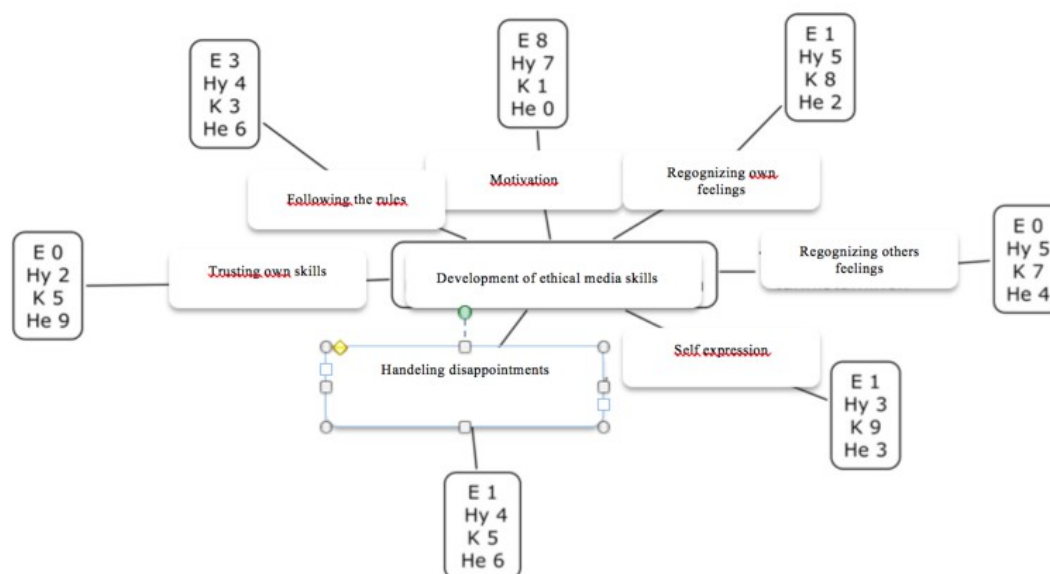 E 3
Hy 4
K 3
He 6
E 8
Hy 7
K 1
He 0
E 1
Hy 5
K 8
He 2
Following the rules
Motivation
Regognizing own
feelings
E 0
Hy 2
K 5
He 9
Trusting own skills
Development of ethical media skills
Regognizing others
feelings
E 0
Hy 5
K 7
He 4
Handeling disappointments
Self expression
E 1
Hy 3
K 9
He 3
E 1
Hy 4
K 5
He 6